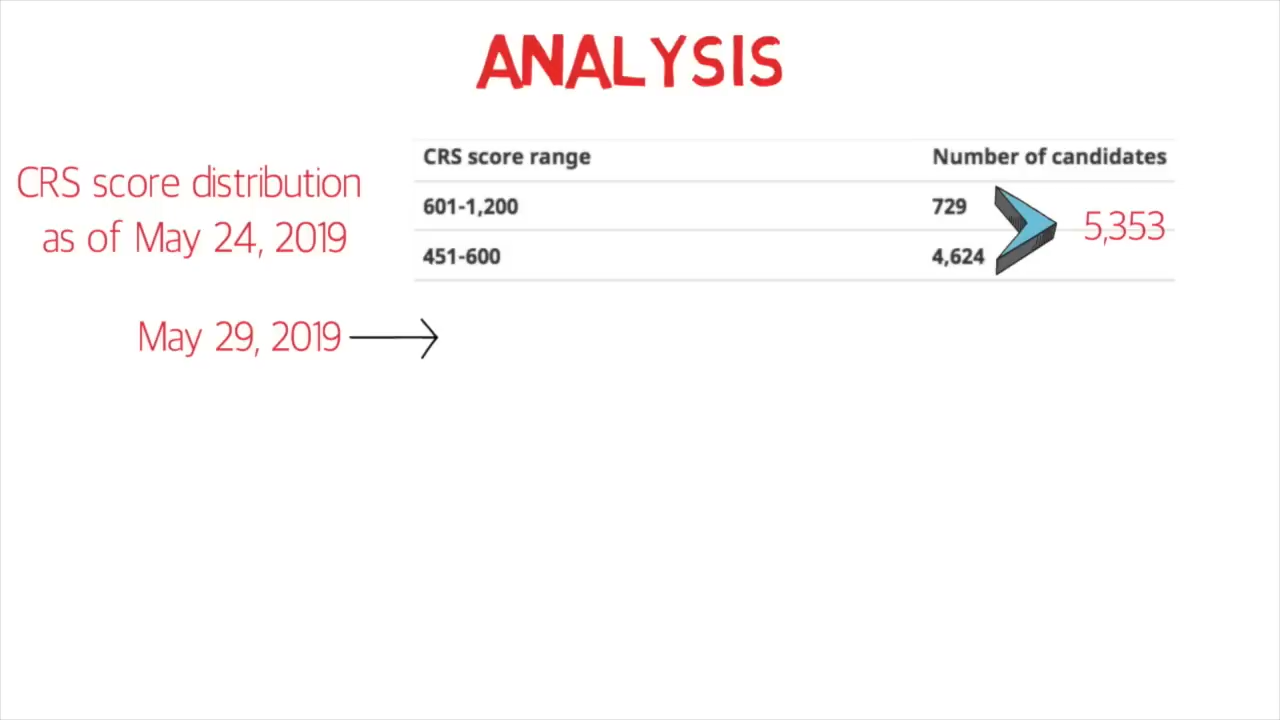 ANALYSIS
CRS score distribution
as of May 24, 2019
CRS score range Number of candidates
601-1,200 729
451-600 4,624
5,353
May 29, 2019